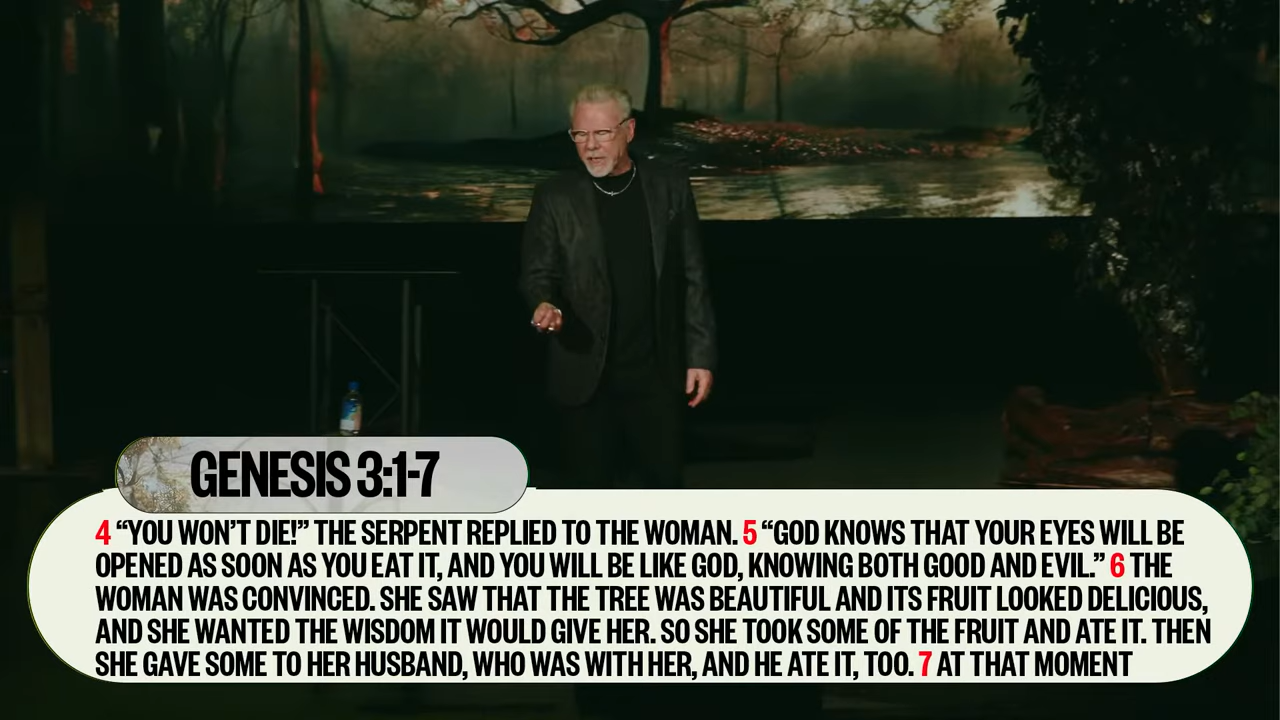 GENESIS 3:1-7
4 “YOU WON’T DIE!” THE SERPENT REPLIED TO THE WOMAN. 5 “GOD KNOWS THAT YOUR EYES WILL BE
OPENED AS SOON AS YOU EAT IT, AND YOU WILL BE LIKE GOD, KNOWING BOTH GOOD AND EVIL.” 6 THE
WOMAN WAS CONVINCED. SHE SAW THAT THE TREE WAS BEAUTIFUL AND ITS FRUIT LOOKED DELICIOUS,
AND SHE WANTED THE WISDOM IT WOULD GIVE HER. SO SHE TOOK SOME OF THE FRUIT AND ATE IT. THEN
SHE GAVE SOME TO HER HUSBAND, WHO WAS WITH HER, AND HE ATE IT, TOO. 7 AT THAT MOMENT